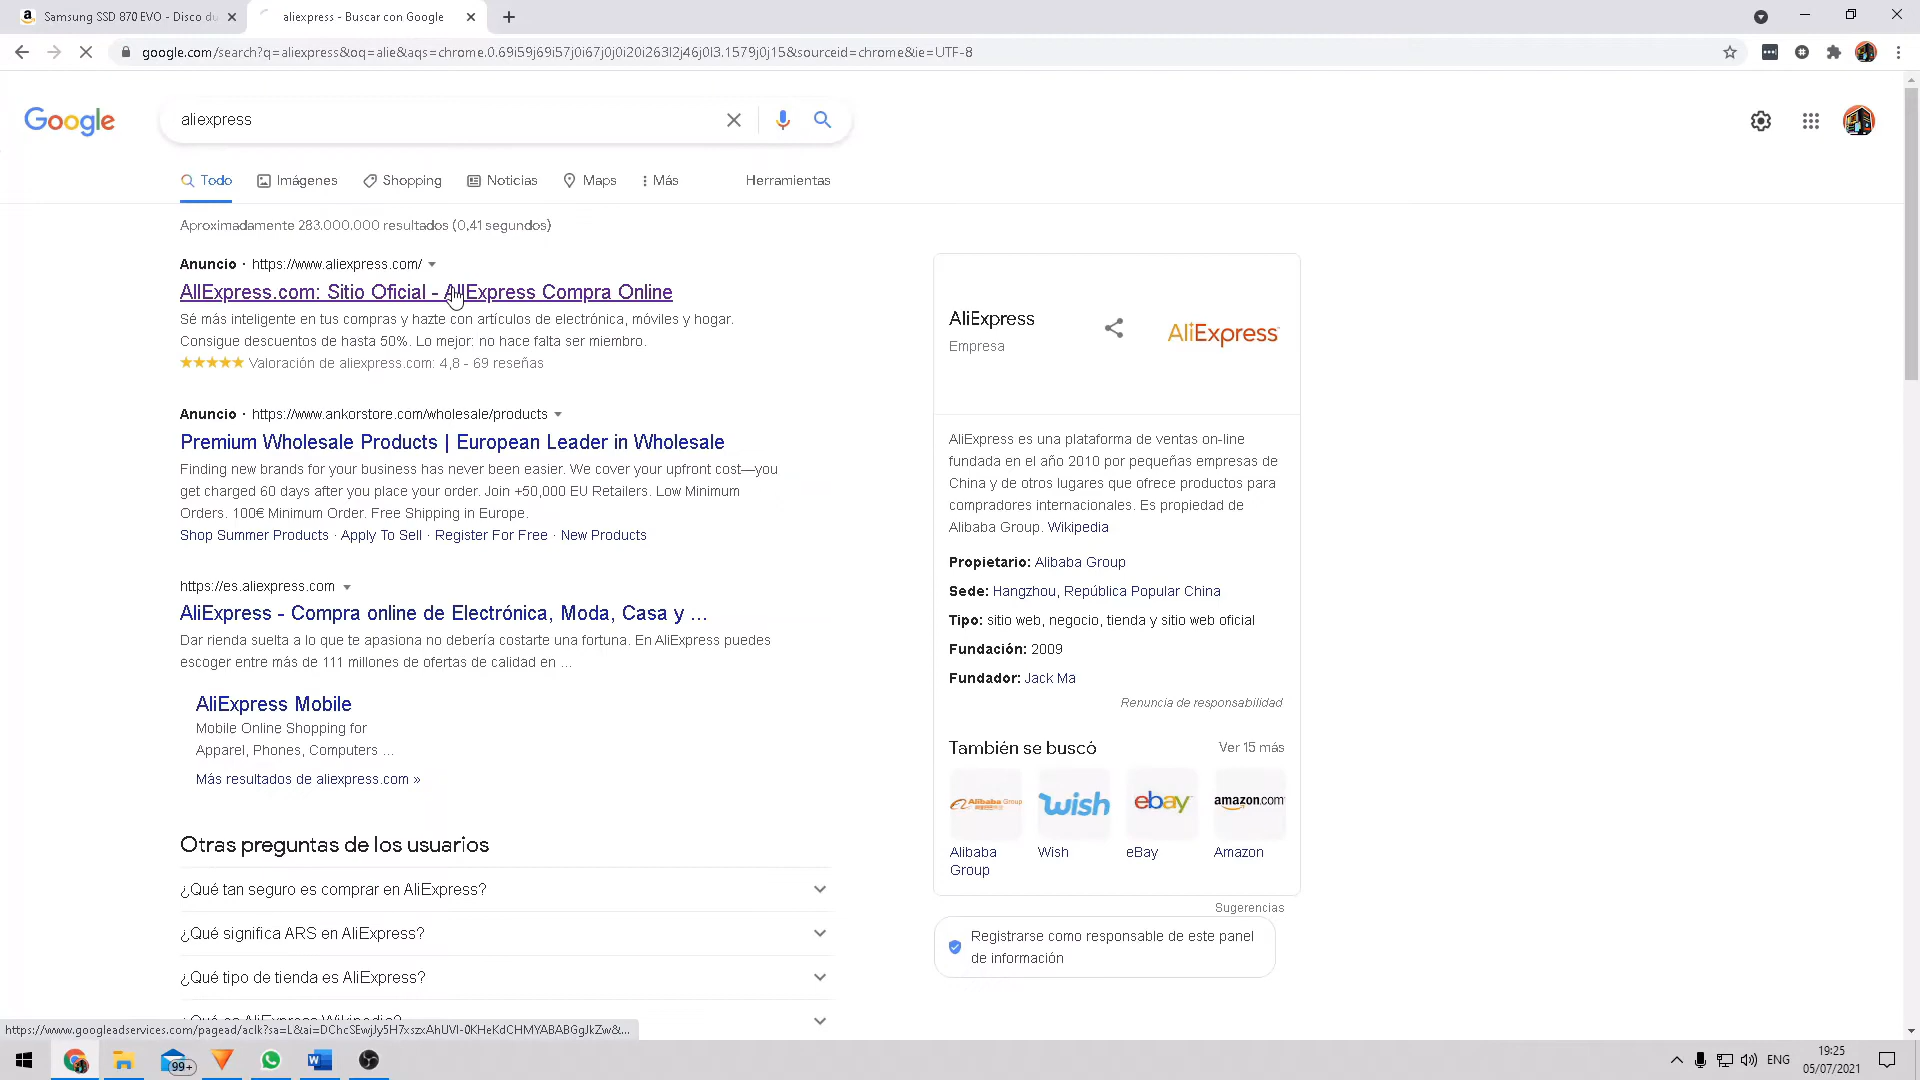 Samsung SSD 870 EVO - Disco du
aliexpress - Buscar con Google
google.com/search?q=aliexpress&oq=alie&aqs=chrome.0.69i59j69i57j0i67j0j0i20i263l2j46j0l3.1579j0j15&sourceid=chrome&ie=UTF-8
Google
aliexpress
Todo
Imágenes
Shopping
Noticias
Maps
Más
Herramientas
Aproximadamente 283.000.000 resultados (0,41 segundos)
Anuncio · https://www.aliexpress.com/
AliExpress.com: Sitio Oficial - AliExpress Compra Online
Sé más inteligente en tus compras y hazte con artículos de electrónica, móviles y hogar.
Consigue descuentos de hasta 50%. Lo mejor: no hace falta ser miembro.
Valoración de aliexpress.com: 4,8 - 69 reseñas
Anuncio · https://www.ankorstore.com/wholesale/products
Premium Wholesale Products | European Leader in Wholesale
Finding new brands for your business has never been easier. We cover your upfront cost—you
get charged 60 days after you place your order. Join +50,000 EU Retailers. Low Minimum
Orders. 100€ Minimum Order. Free Shipping in Europe.
Shop Summer Products · Apply To Sell · Register For Free · New Products
https://es.aliexpress.com
AliExpress - Compra online de Electrónica, Moda, Casa y ...
Dar rienda suelta a lo que te apasiona no debería costarte una fortuna. En AliExpress puedes
escoger entre más de 111 millones de ofertas de calidad en ...
AliExpress Mobile
Mobile Online Shopping for
Apparel, Phones, Computers ...
Más resultados de aliexpress.com »
Otras preguntas de los usuarios
¿Qué tan seguro es comprar en AliExpress?
¿Qué significa ARS en AliExpress?
¿Qué tipo de tienda es AliExpress?
¿Qué es AliExpress Wikipedia?
AliExpress
Empresa
AliExpress
AliExpress es una plataforma de ventas on-line
fundada en el año 2010 por pequeñas empresas de
China y de otros lugares que ofrece productos para
compradores internacionales. Es propiedad de
Alibaba Group. Wikipedia
Propietario: Alibaba Group
Sede: Hangzhou, República Popular China
Tipo: sitio web, negocio, tienda y sitio web oficial
Fundación: 2009
Fundador: Jack Ma
Renuncia de responsabilidad
También se buscó
Ver 15 más
Alibaba Group
wish
ebay
amazon.com
Alibaba
Group
Wish
eBay
Amazon
Sugerencias
Registrarse como responsable de este panel
de información
99+
ENG
19:25
05/07/2021